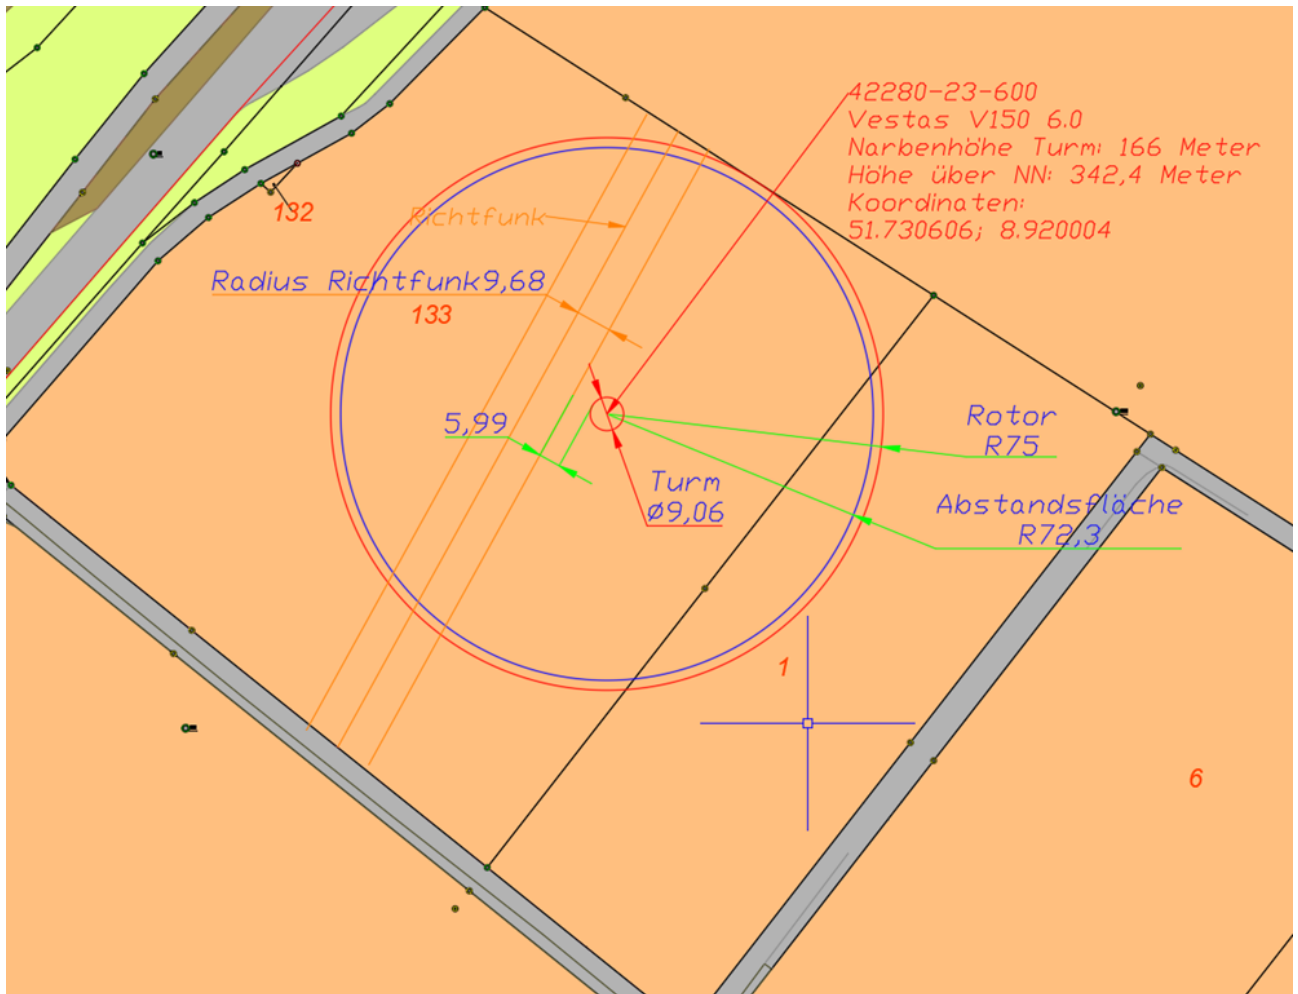 42280-23-600
Vestas V150 6.0
Narbenhöhe Turm: 166 Meter
Höhe über NN: 342,4 Meter
Koordinaten:
51.730606; 8.920004
132
Richtfunk
Radius Richtfunk9,68
133
5,99
Rotor
R75
Turm
Ø9,06
Abstandsfläche
R72,3
1
6